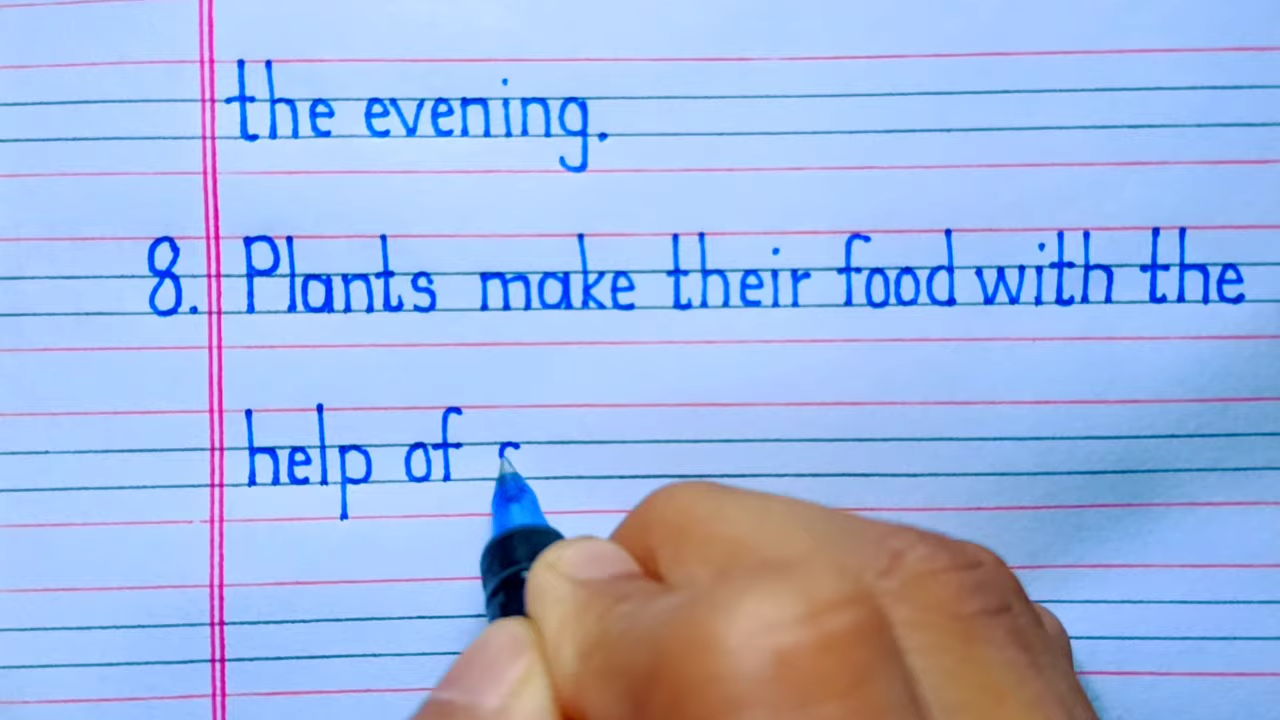 the evening.
8. Plants make their food with the
help of